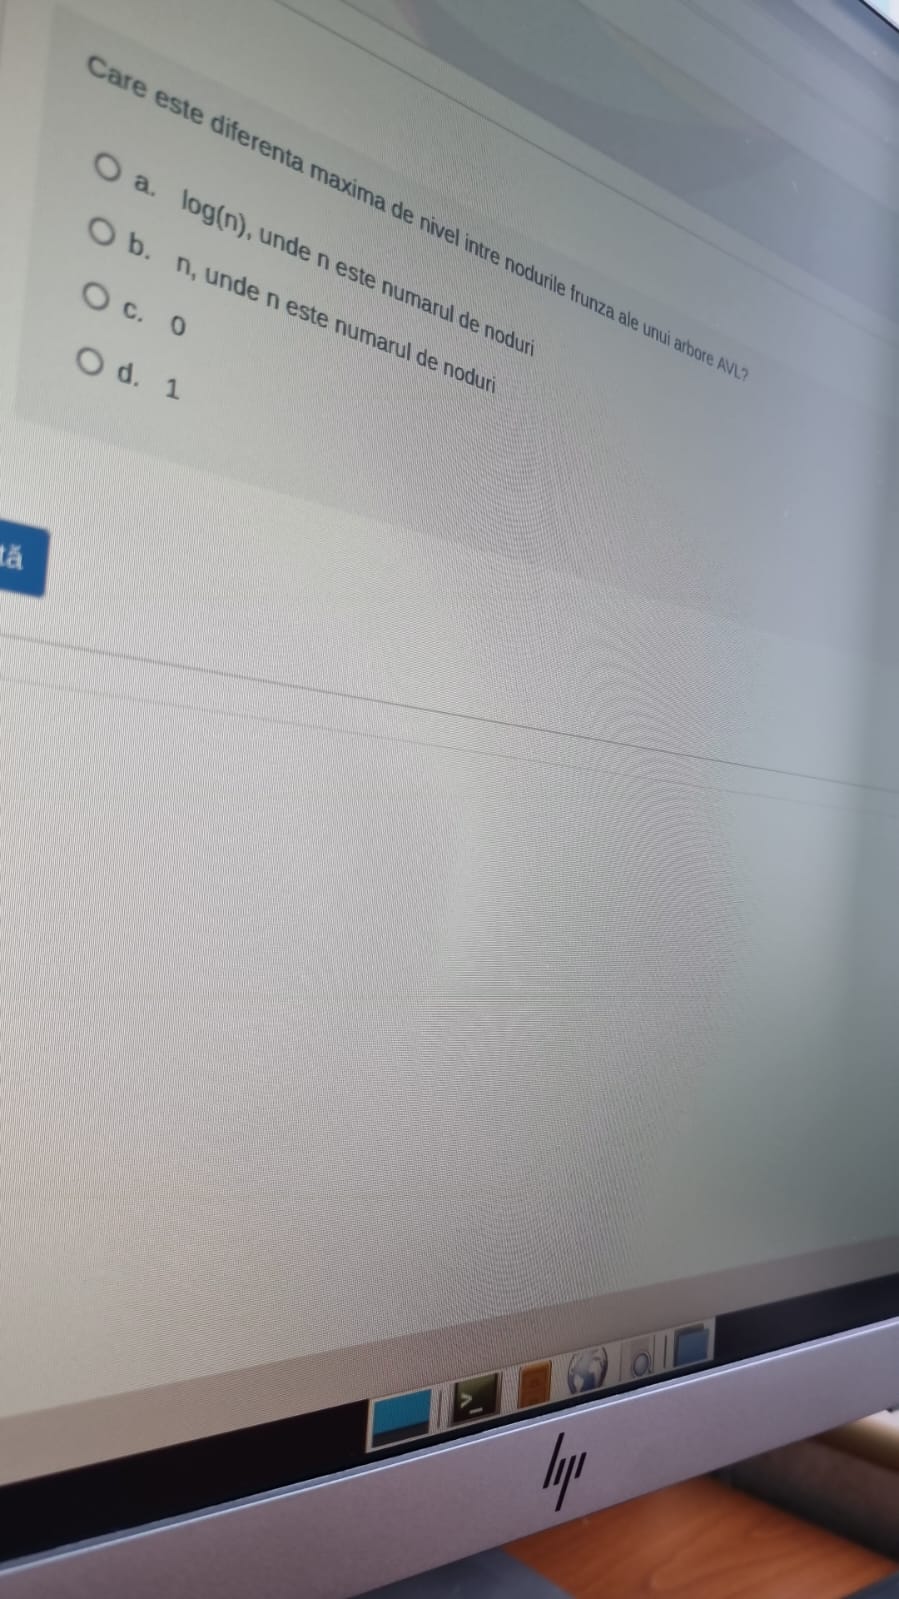 Care este diferenta maxima de nivel intre nodurile frunza ale unui arbore AVL?
a. log(n), unde n este numarul de noduri
b. n, unde n este numarul de noduri
c. 0
d. 1
tă
>_
hp